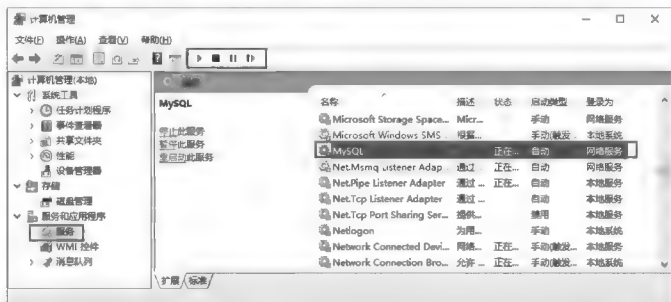 计算机管理
文件(F) 操作(A) 查看(V) 帮助(H)
计算机管理(本地)
系统工具
任务计划程序
事件查看器
共享文件夹
性能
设备管理器
存储
磁盘管理
服务和应用程序
服务
WMI 控件
消息队列
MySQL
停止此服务
暂停此服务
重启动此服务
名称 描述 状态 启动类型 登录为
Microsoft Storage Space... Micr... 手动 网络服务
Microsoft Windows SMS 根据... 手动(触发... 本地系统
MySQL 正在... 自动 网络服务
Net.Msmq Listener Adap 通过 正在... 自动 网络服务
Net.Pipe Listener Adapter 通过 ... 正在... 自动 本地服务
Net.Tcp Listener Adapter 通过 ... 正在... 自动 本地服务
Net.Tcp Port Sharing Ser... 提供... 禁用 本地服务
Netlogon 为用... 手动 本地系统
Network Connected Devi... 网络... 正在... 手动(触发... 本地服务
Network Connection Bro... 允许 ... 正在... 手动(触发... 本地系统
扩展 标准